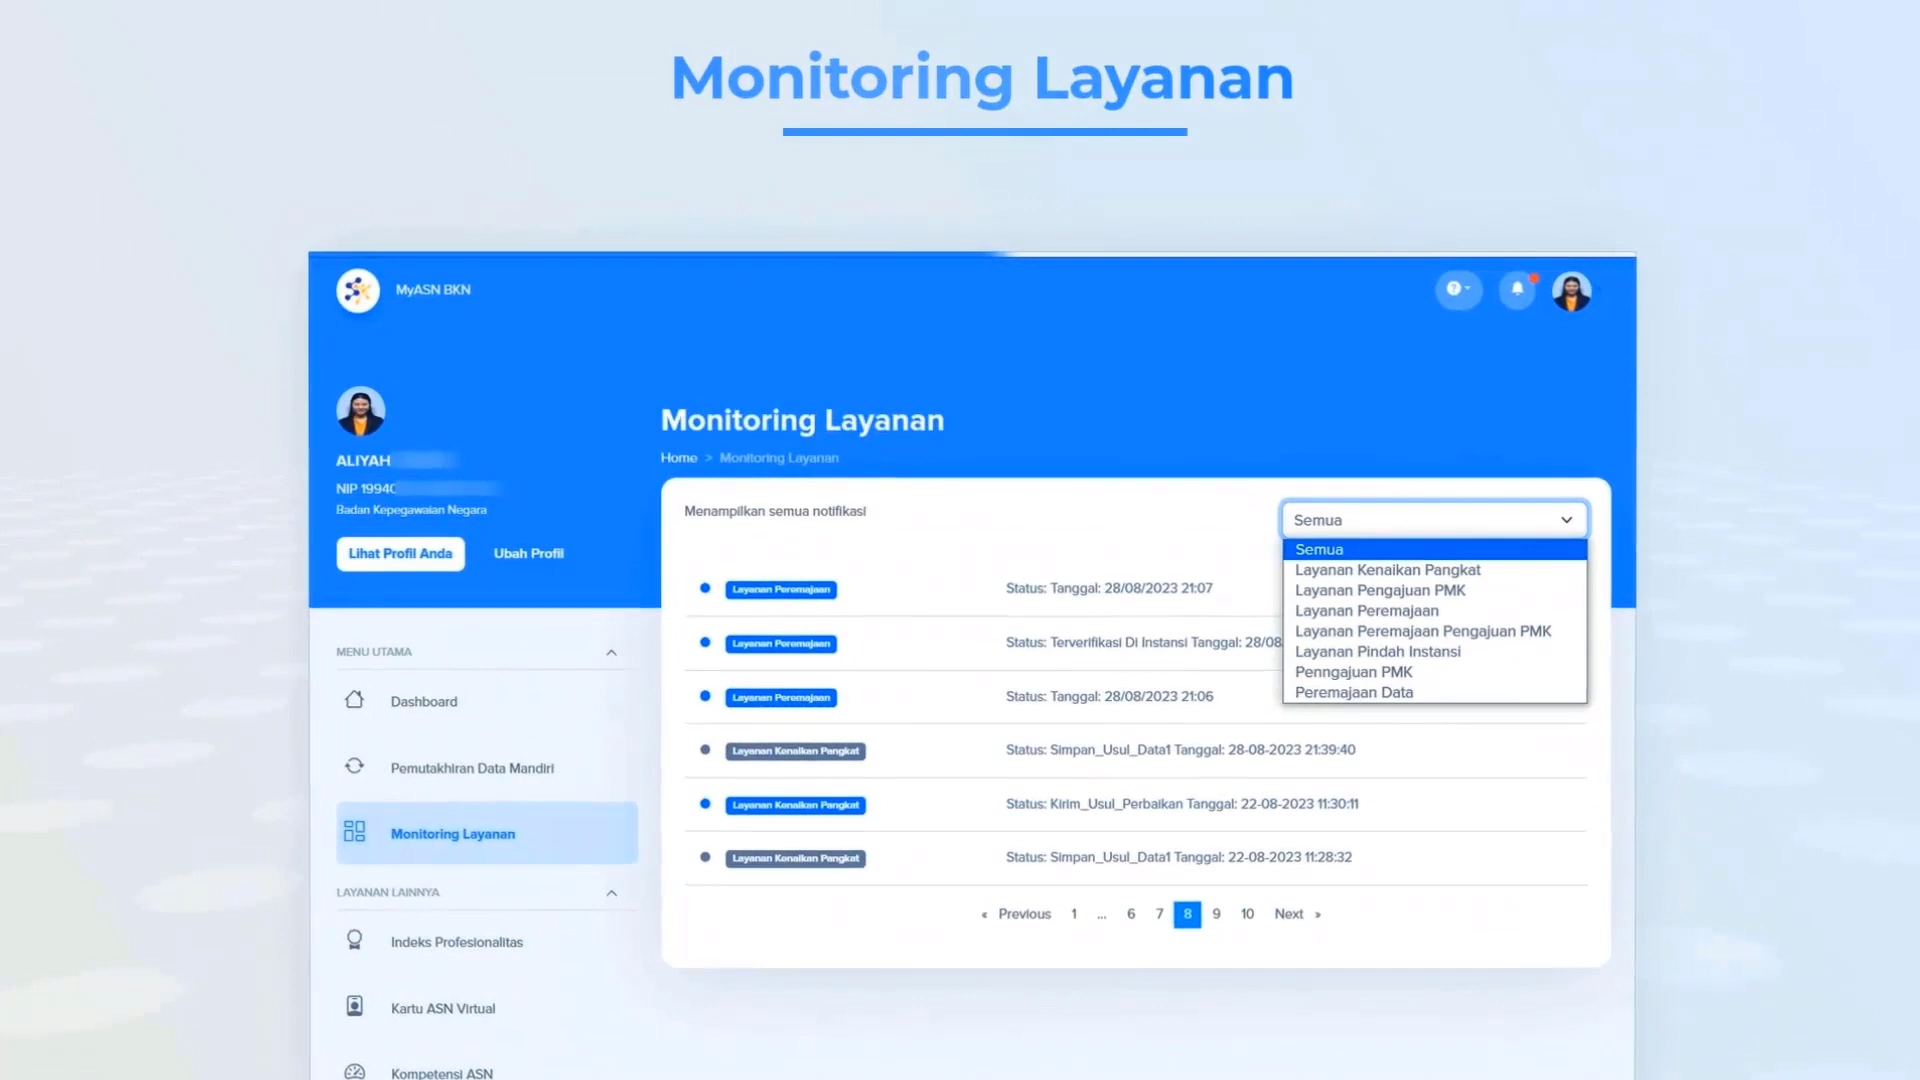 Monitoring Layanan
MyASN BKN
ALIYAH
NIP 19940
Badan Kepegawaian Negara
Lihat Profil Anda
Ubah Profil
MENU UTAMA
Dashboard
Pemutakhiran Data Mandiri
Monitoring Layanan
LAYANAN LAINNYA
Indeks Profesionalitas
Kartu ASN Virtual
Kompetensi ASN
Monitoring Layanan
Home > Monitoring Layanan
Menampilkan semua notifikasi
Semua
Semua
Layanan Kenaikan Pangkat
Layanan Pengajuan PMK
Layanan Peremajaan
Layanan Peremajaan Pengajuan PMK
Layanan Pindah Instansi
Penngajuan PMK
Peremajaan Data
Layanan Peremajaan Status: Tanggal: 28/08/2023 21:07
Layanan Peremajaan Status: Terverifikasi Di Instansi Tanggal: 28/08
Layanan Peremajaan Status: Tanggal: 28/08/2023 21:06
Layanan Kenaikan Pangkat Status: Simpan_Usul_Data1 Tanggal: 28-08-2023 21:39:40
Layanan Kenaikan Pangkat Status: Kirim_Usul_Perbaikan Tanggal: 22-08-2023 11:30:11
Layanan Kenaikan Pangkat Status: Simpan_Usul_Data1 Tanggal: 22-08-2023 11:28:32
« Previous 1 ... 6 7 8 9 10 Next »